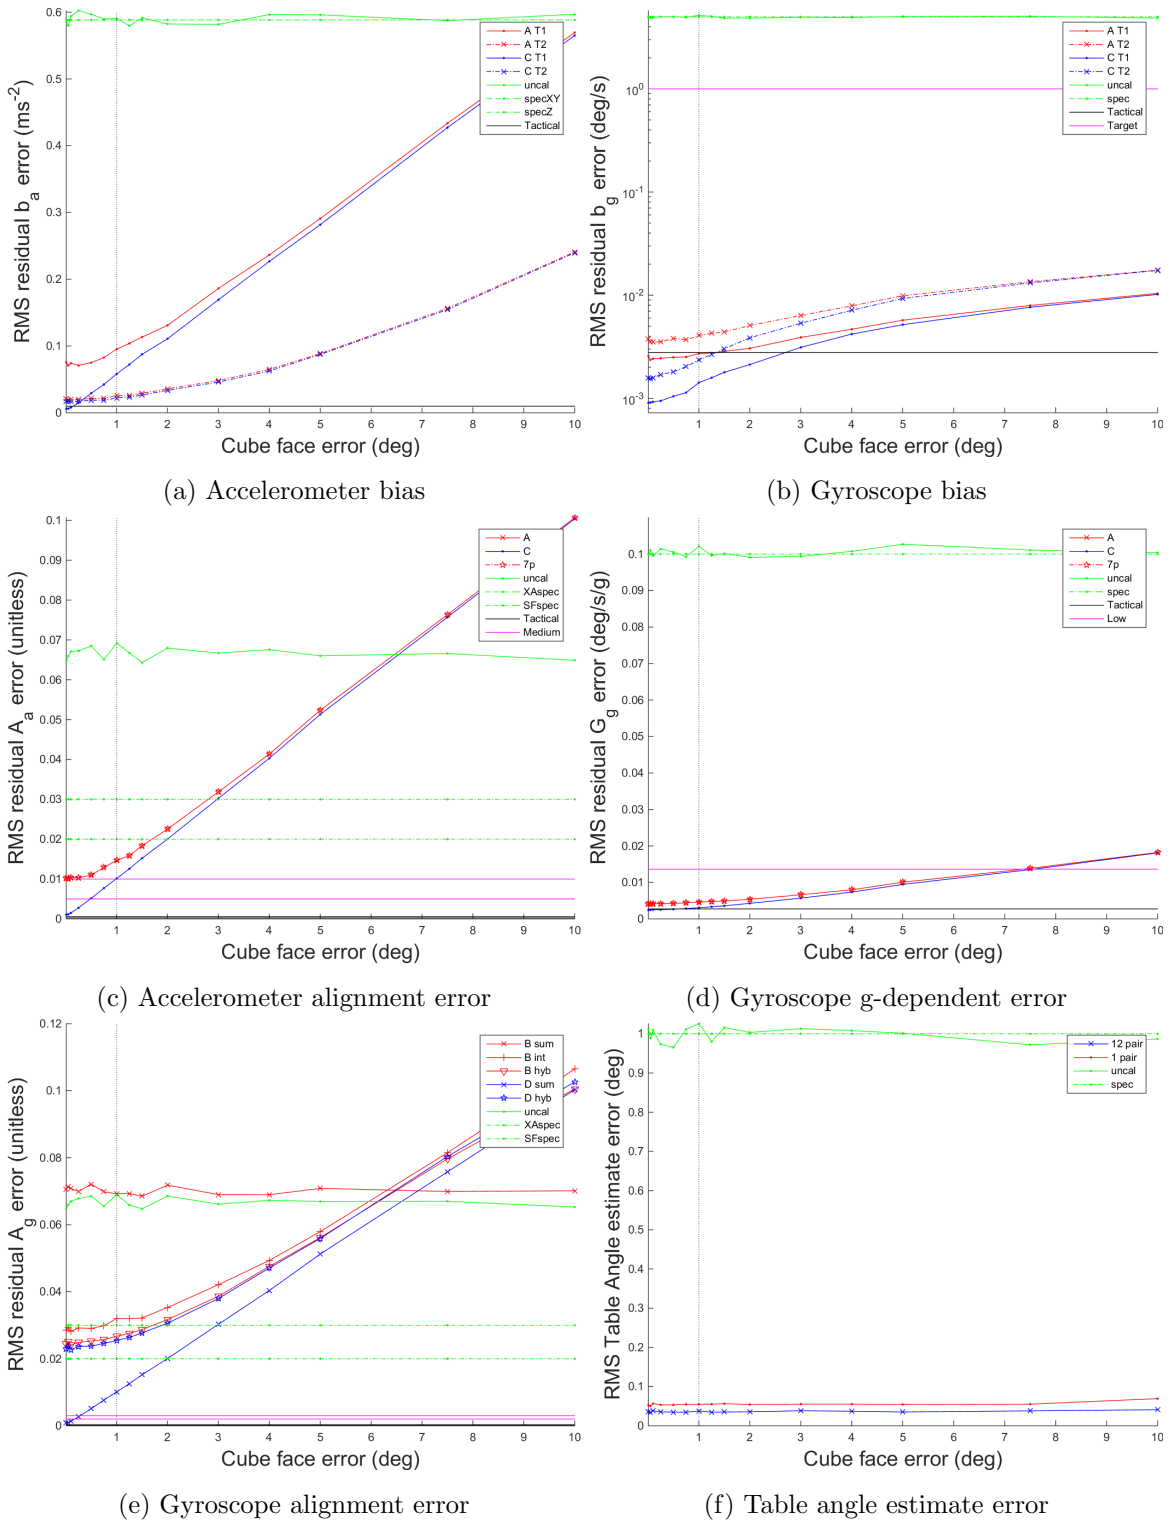 0.6
0.5
0.4
0.3
0.2
0.1
0
RMS residual b_a error (ms^-2)
A T1
A T2
C T1
C T2
uncal
specXY
specZ
Tactical
1 2 3 4 5 6 7 8 9 10
Cube face error (deg)
(a) Accelerometer bias
10^0
10^-1
10^-2
10^-3
RMS residual b_g error (deg/s)
A T1
A T2
C T1
C T2
uncal
spec
Tactical
Target
1 2 3 4 5 6 7 8 9 10
Cube face error (deg)
(b) Gyroscope bias
0.1
0.09
0.08
0.07
0.06
0.05
0.04
0.03
0.02
0.01
0
RMS residual A_a error (unitless)
A
C
7p
uncal
XAspec
SFspec
Tactical
Medium
1 2 3 4 5 6 7 8 9 10
Cube face error (deg)
(c) Accelerometer alignment error
0.1
0.09
0.08
0.07
0.06
0.05
0.04
0.03
0.02
0.01
0
RMS residual G_g error (deg/s/g)
A
C
7p
uncal
spec
Tactical
Low
1 2 3 4 5 6 7 8 9 10
Cube face error (deg)
(d) Gyroscope g-dependent error
0.12
0.1
0.08
0.06
0.04
0.02
0
RMS residual A_g error (unitless)
B sum
B int
B hyb
D sum
D hyb
uncal
XAspec
SFspec
1 2 3 4 5 6 7 8 9 10
Cube face error (deg)
(e) Gyroscope alignment error
1
0.9
0.8
0.7
0.6
0.5
0.4
0.3
0.2
0.1
0
RMS Table Angle estimate error (deg)
12 pair
1 pair
uncal
spec
1 2 3 4 5 6 7 8 9 10
Cube face error (deg)
(f) Table angle estimate error